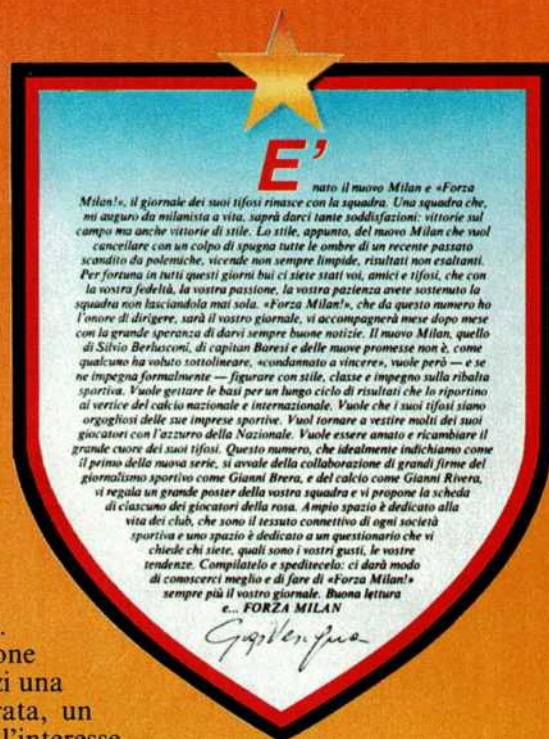 E'
nato il nuovo Milan e «Forza
Milan!», il giornale dei suoi tifosi rinasce con la squadra. Una squadra che,
mi auguro da milanista a vita, saprà darci tante soddisfazioni: vittorie sul
campo ma anche vittorie di stile. Lo stile, appunto, del nuovo Milan che vuol
cancellare con un colpo di spugna tutte le ombre di un recente passato
scandito da polemiche, vicende non sempre limpide, risultati non esaltanti.
Per fortuna in tutti questi giorni bui ci siete stati voi, amici e tifosi, che con
la vostra fedeltà, la vostra passione, la vostra pazienza avete sostenuto la
squadra non lasciandola mai sola. «Forza Milan!», che da questo numero ho
l'onore di dirigere, sarà il vostro giornale, vi accompagnerà mese dopo mese
con la grande speranza di darvi sempre buone notizie. Il nuovo Milan, quello
di Silvio Berlusconi, di capitan Baresi e delle nuove promesse non è, come
qualcuno ha voluto sottolineare, «condannato a vincere», vuole però — e se
ne impegna formalmente — figurare con stile, classe e impegno sulla ribalta
sportiva. Vuole gettare le basi per un lungo ciclo di risultati che lo riportino
al vertice del calcio nazionale e internazionale. Vuole che i suoi tifosi siano
orgogliosi delle sue imprese sportive. Vuol tornare a vestire molti dei suoi
giocatori con l'azzurro della Nazionale. Vuole essere amato e ricambiare il
grande cuore dei suoi tifosi. Questo numero, che idealmente indichiamo come
il primo della nuova serie, si avvale della collaborazione di grandi firme del
giornalismo sportivo come Gianni Brera, e del calcio come Gianni Rivera,
vi regala un grande poster della vostra squadra e vi propone la scheda
di ciascuno dei giocatori della rosa. Ampio spazio è dedicato alla
vita dei club, che sono il tessuto connettivo di ogni società
sportiva e uno spazio è dedicato a un questionario che vi
chiede chi siete, quali sono i vostri gusti, le vostre
tendenze. Compilatelo e speditecelo: ci darà modo
di conoscerci meglio e di fare di «Forza Milan!»
sempre più il vostro giornale. Buona lettura
e... FORZA MILAN
Gigi Vesigna
one
zi una
rata, un
l'interesse